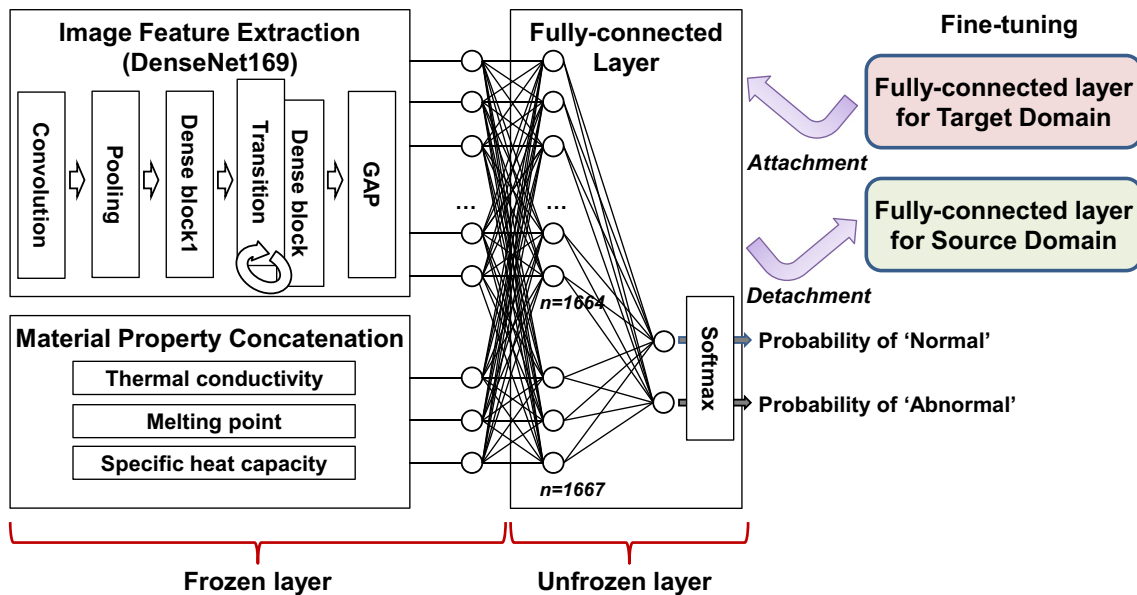 Image Feature Extraction
(DenseNet169)
Convolution
Pooling
Dense block1
Transition
Dense block
GAP
...
Material Property Concatenation
Thermal conductivity
Melting point
Specific heat capacity
Fully-connected
Layer
...
n=1664
n=1667
Softmax
Fine-tuning
Fully-connected layer
for Target Domain
Attachment
Fully-connected layer
for Source Domain
Detachment
Probability of ‘Normal’
Probability of ‘Abnormal’
Frozen layer
Unfrozen layer